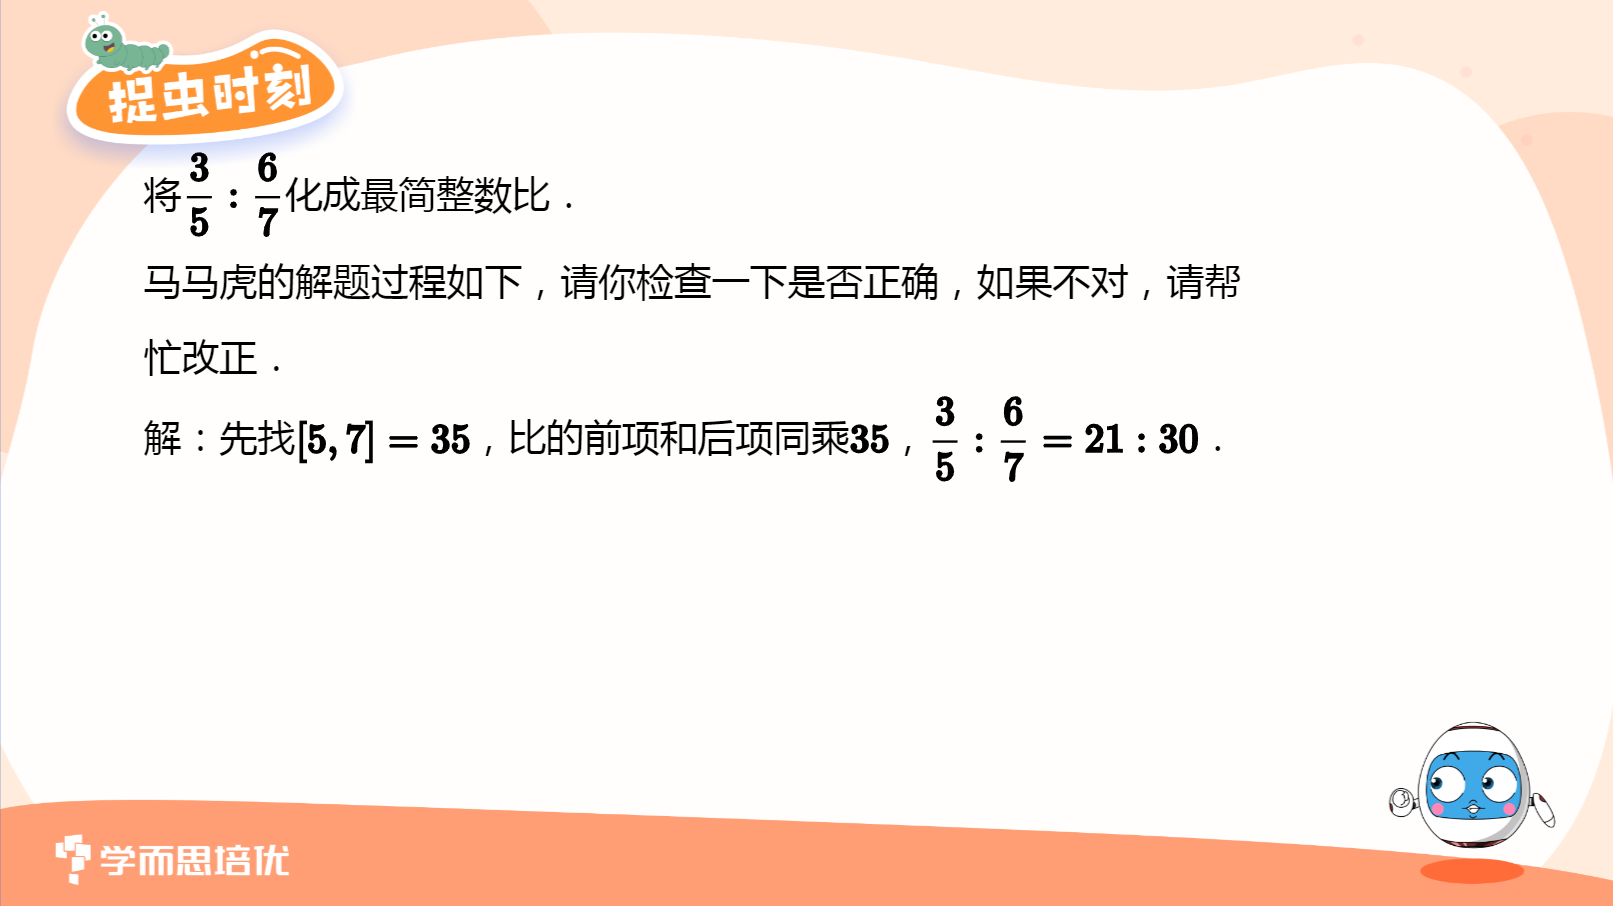 捉虫时刻
将3/5 : 6/7化成最简整数比．
马马虎的解题过程如下，请你检查一下是否正确，如果不对，请帮
忙改正．
解：先找[5, 7] = 35，比的前项和后项同乘35，3/5 : 6/7 = 21 : 30．
学而思培优